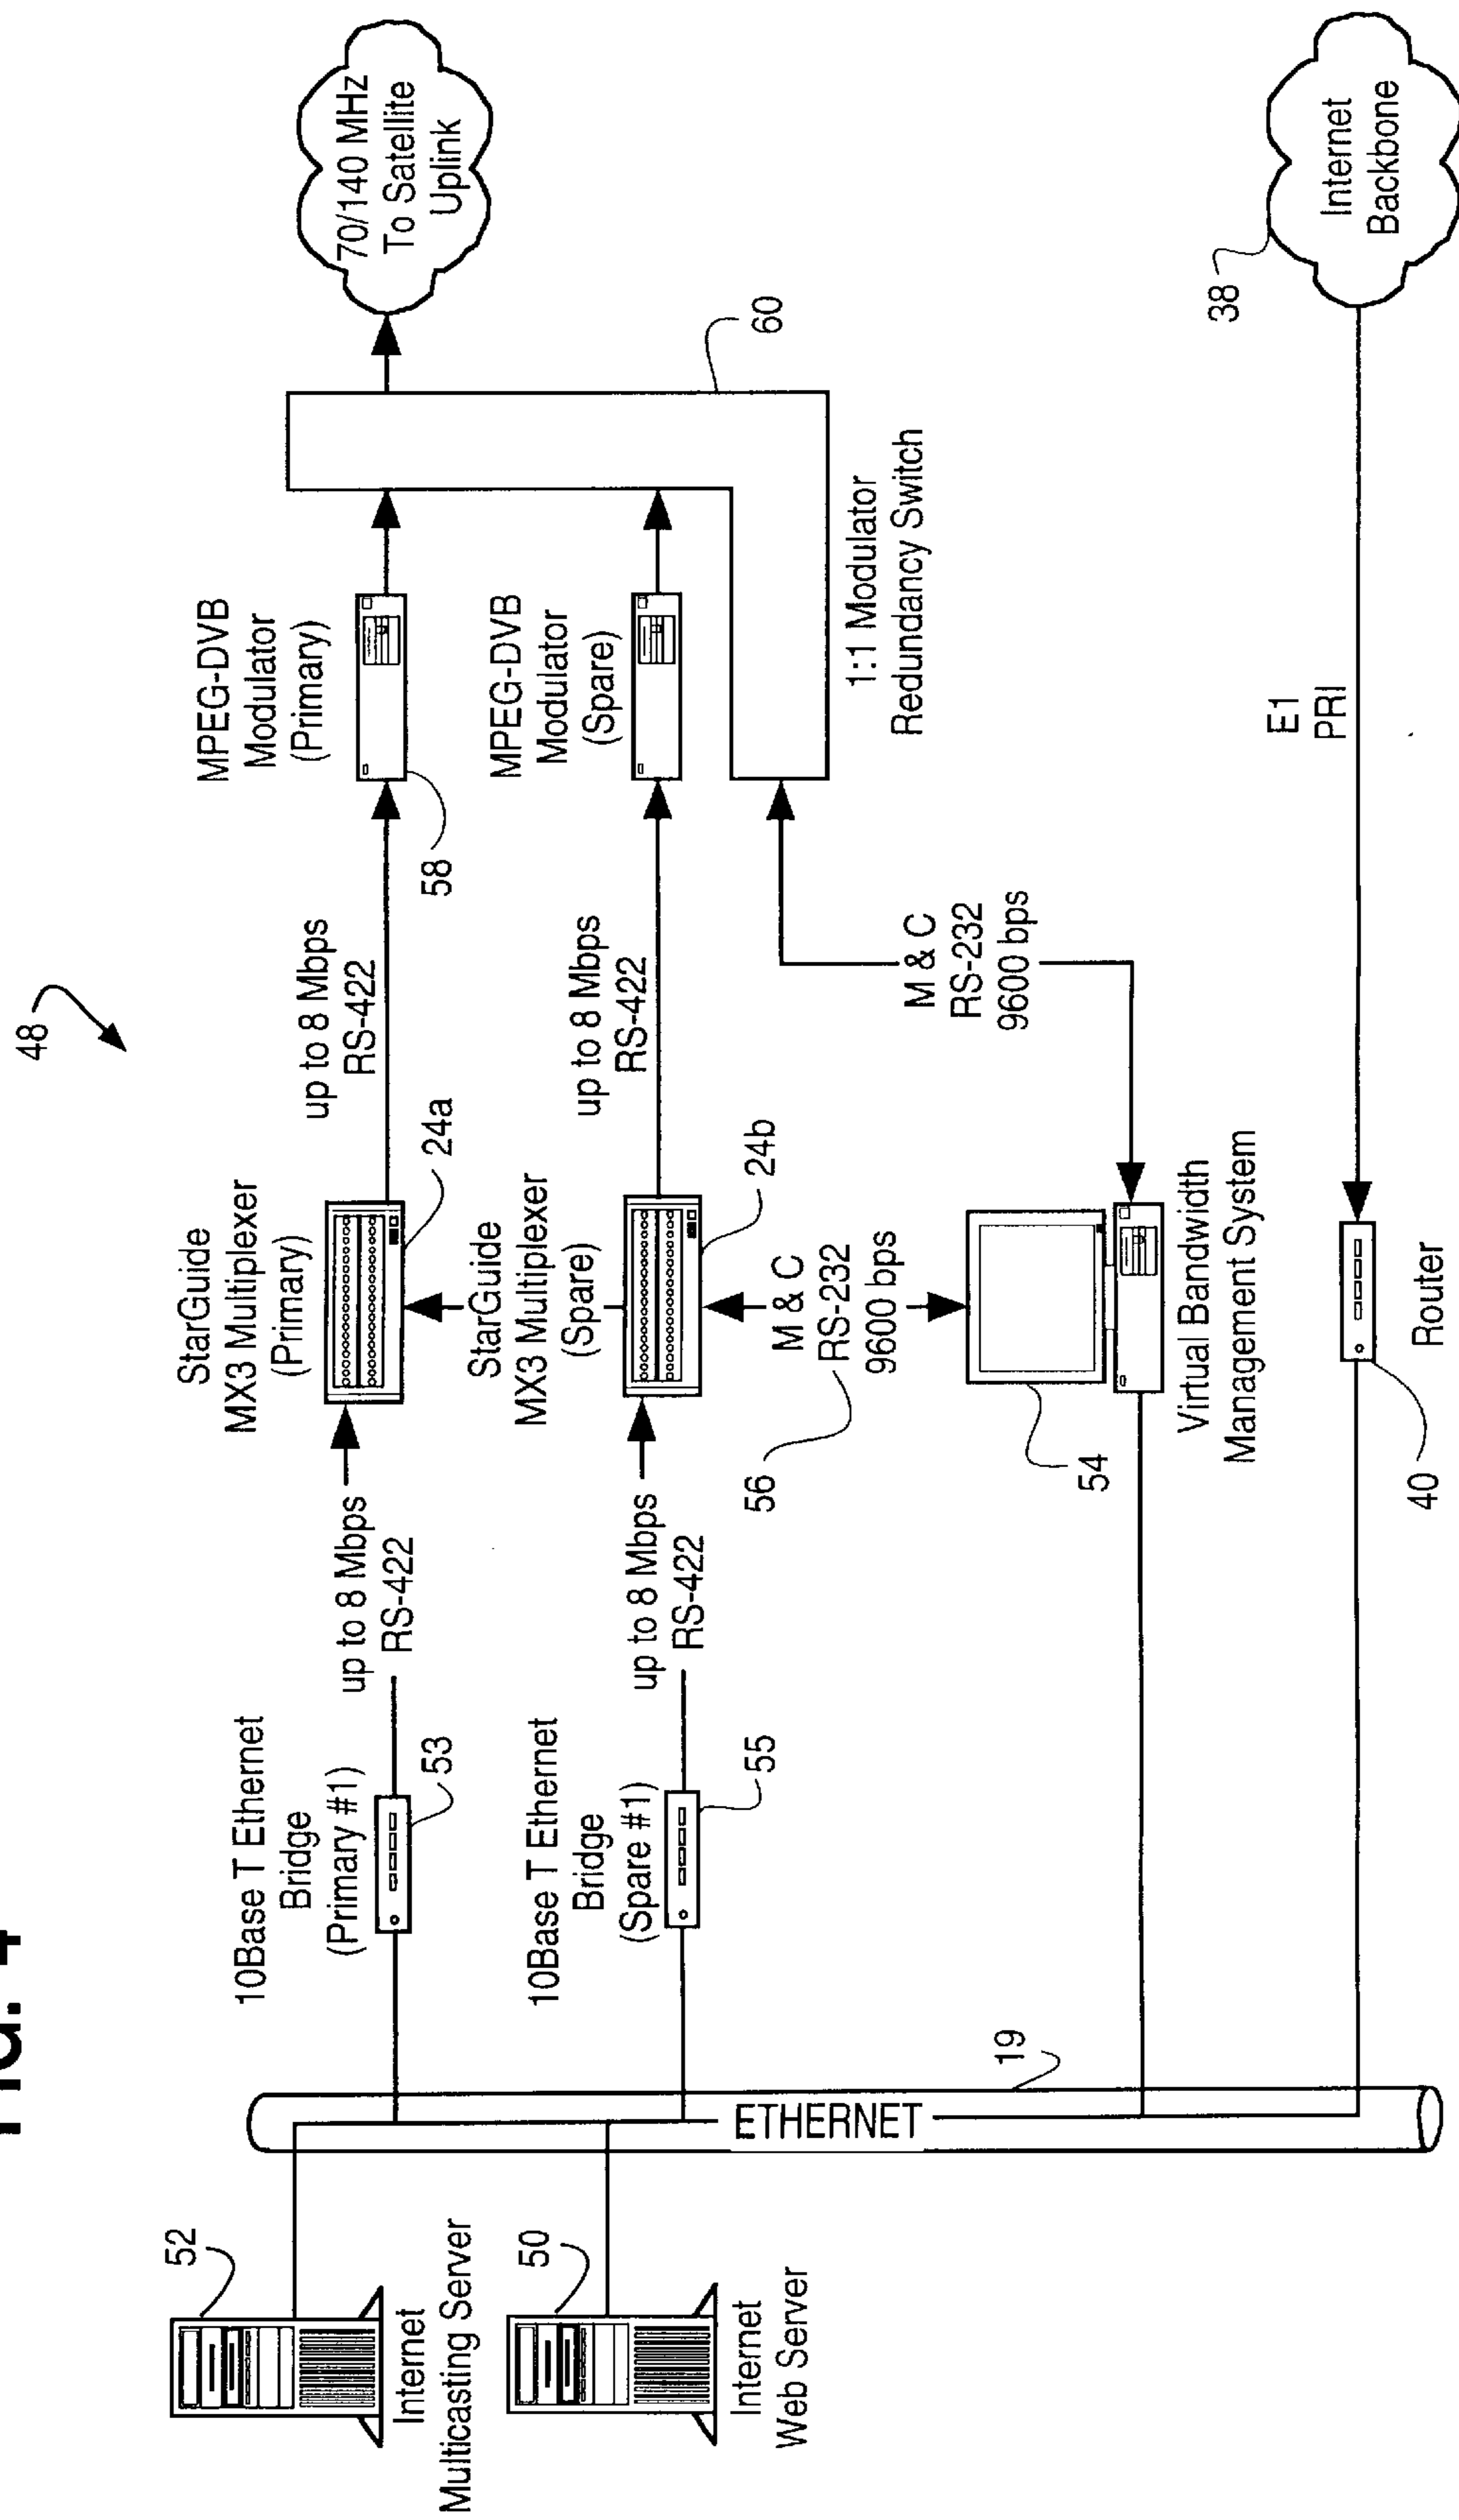 48
70/140 MHz
To Satellite
Uplink
MPEG-DVB
Modulator
(Primary)
58
60
up to 8 Mbps
RS-422
StarGuide
MX3 Multiplexer
(Primary)
24a
up to 8 Mbps
RS-422
10Base T Ethernet
Bridge
(Primary #1)
53
52
Internet
Multicasting Server
MPEG-DVB
Modulator
(Spare)
1:1 Modulator
Redundancy Switch
up to 8 Mbps
RS-422
StarGuide
MX3 Multiplexer
(Spare)
24b
up to 8 Mbps
RS-422
10Base T Ethernet
Bridge
(Spare #1)
55
50
Internet
Web Server
M & C
RS-232
9600 bps
56
M & C
RS-232
9600 bps
54
Virtual Bandwidth
Management System
ETHERNET
19
E1
PRI
38
Internet
Backbone
40
Router